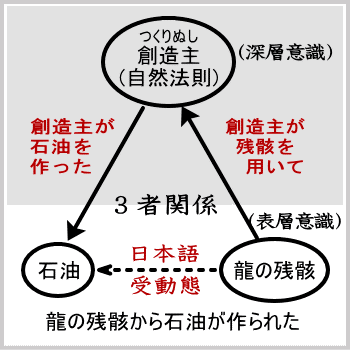 つくりぬし
創造主
(自然法則)
(深層意識)
創造主が
石油を
作った
創造主が
残骸を
用いて
3者関係
(表層意識)
石油
日本語
受動態
龍の残骸
龍の残骸から石油が作られた